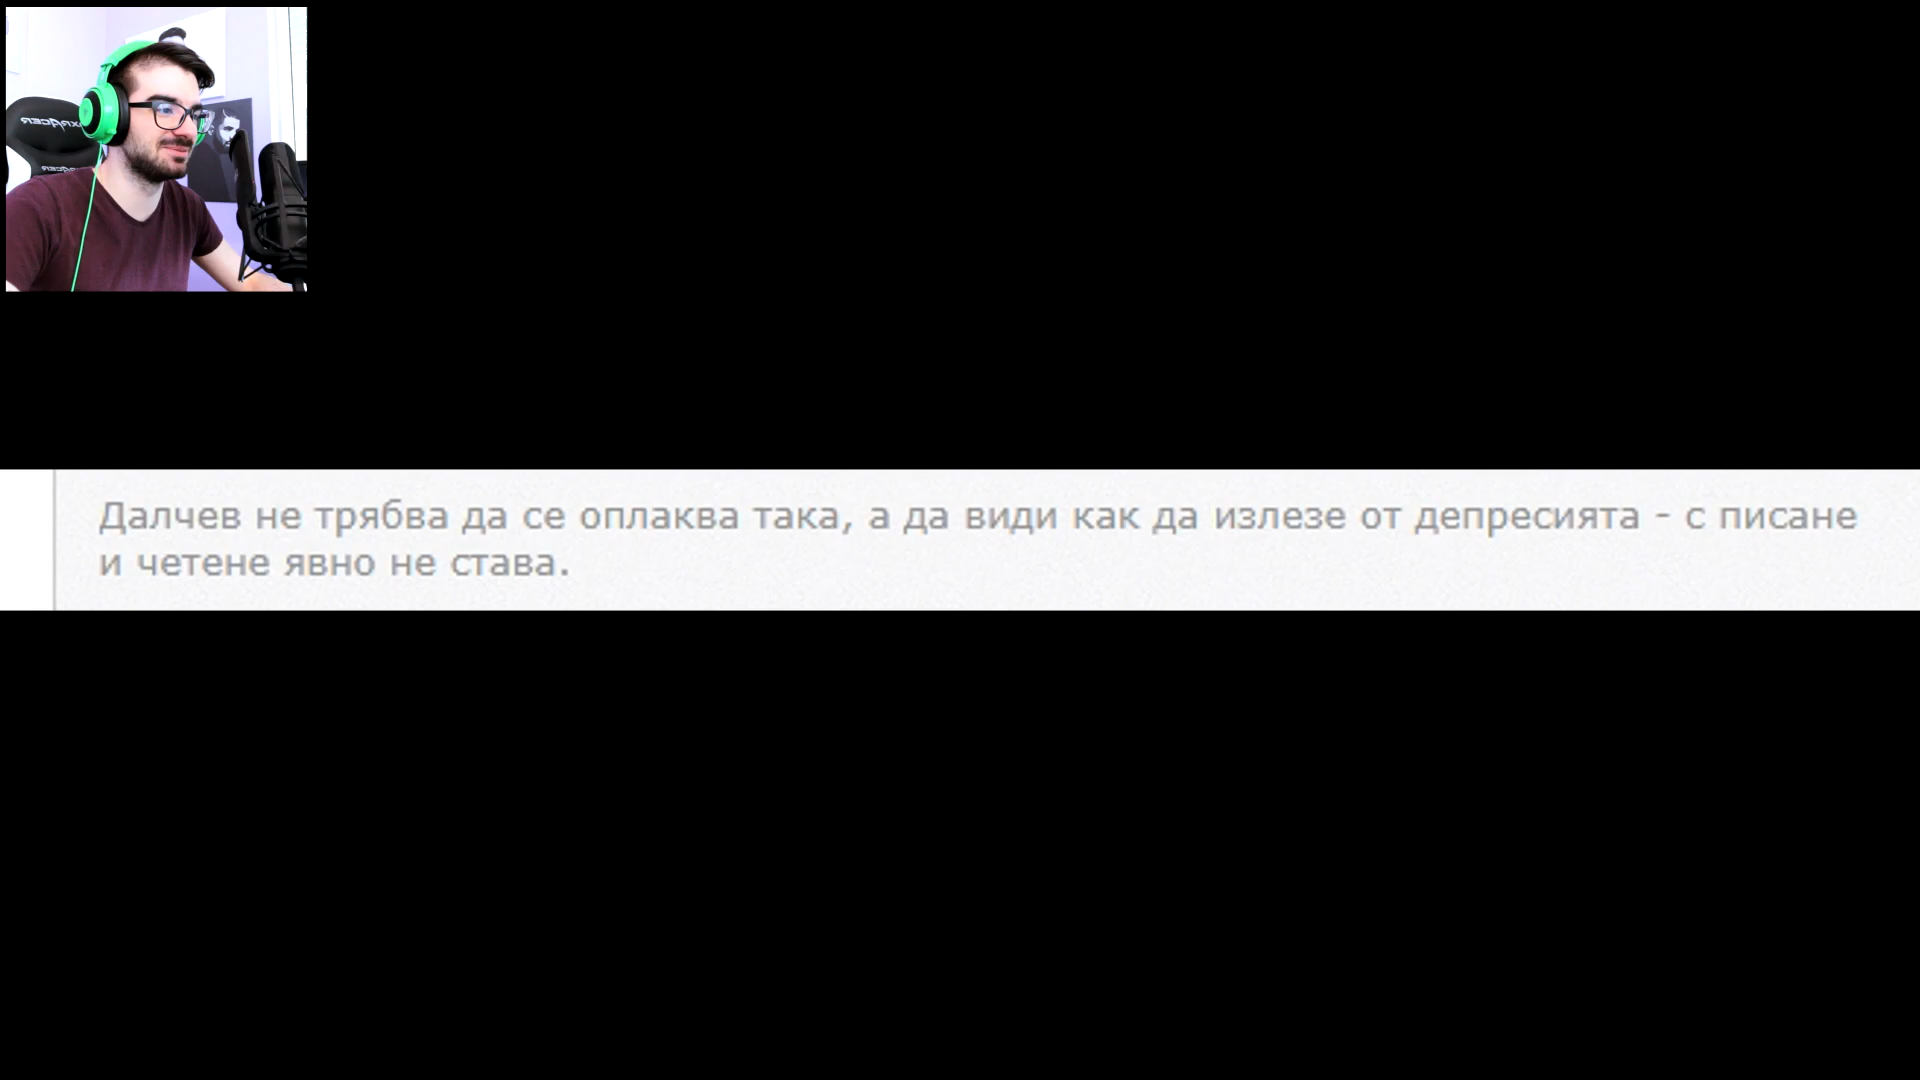 Далчев не трябва да се оплаква така, а да види как да излезе от депресията - с писане
и четене явно не става.